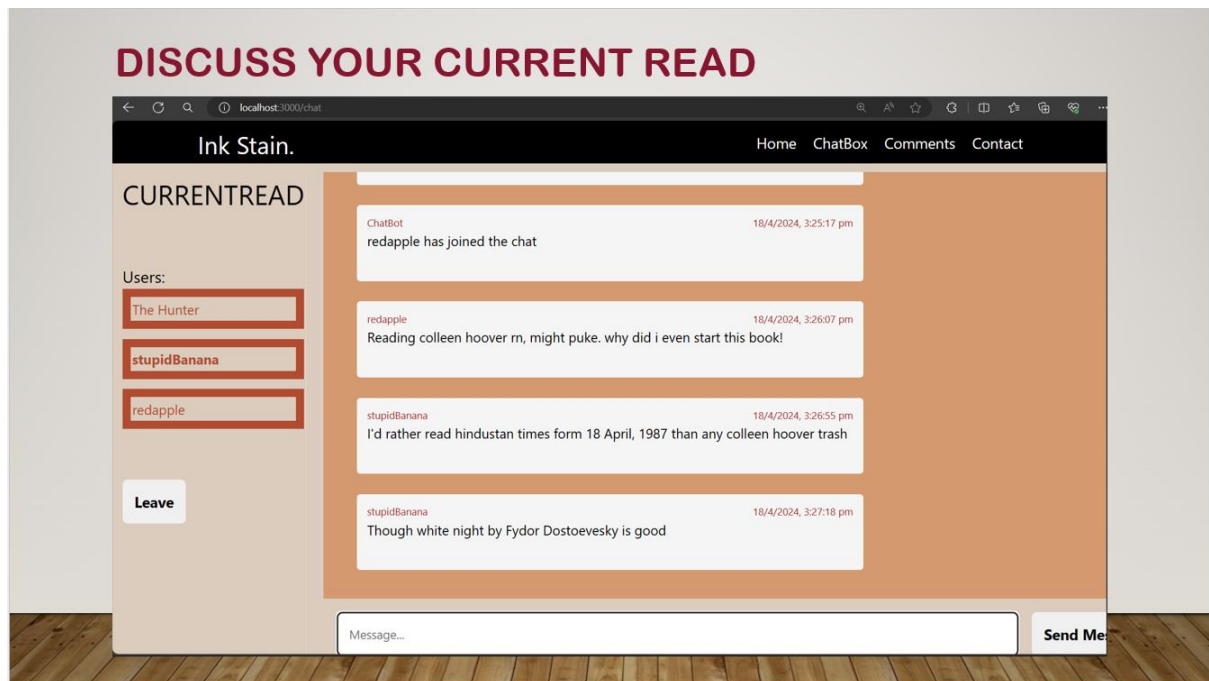 DISCUSS YOUR CURRENT READ
localhost:3000/chat
Ink Stain.
Home ChatBox Comments Contact
CURRENTREAD
Users:
The Hunter
stupidBanana
redapple
Leave
ChatBot 18/4/2024, 3:25:17 pm
redapple has joined the chat
redapple 18/4/2024, 3:26:07 pm
Reading colleen hoover rn, might puke. why did i even start this book!
stupidBanana 18/4/2024, 3:26:55 pm
I'd rather read hindustan times form 18 April, 1987 than any colleen hoover trash
stupidBanana 18/4/2024, 3:27:18 pm
Though white night by Fydor Dostoevesky is good
Message...
Send Me